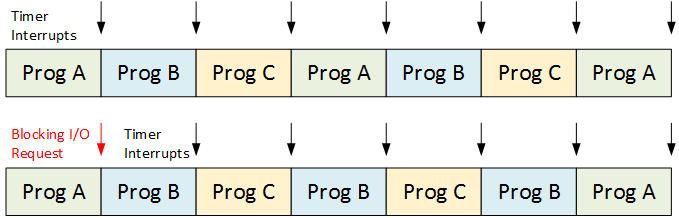 Timer
Interrupts
Prog A Prog B Prog C Prog A Prog B Prog C Prog A
Blocking I/O
Request
Timer
Interrupts
Prog A Prog B Prog C Prog B Prog C Prog B Prog A